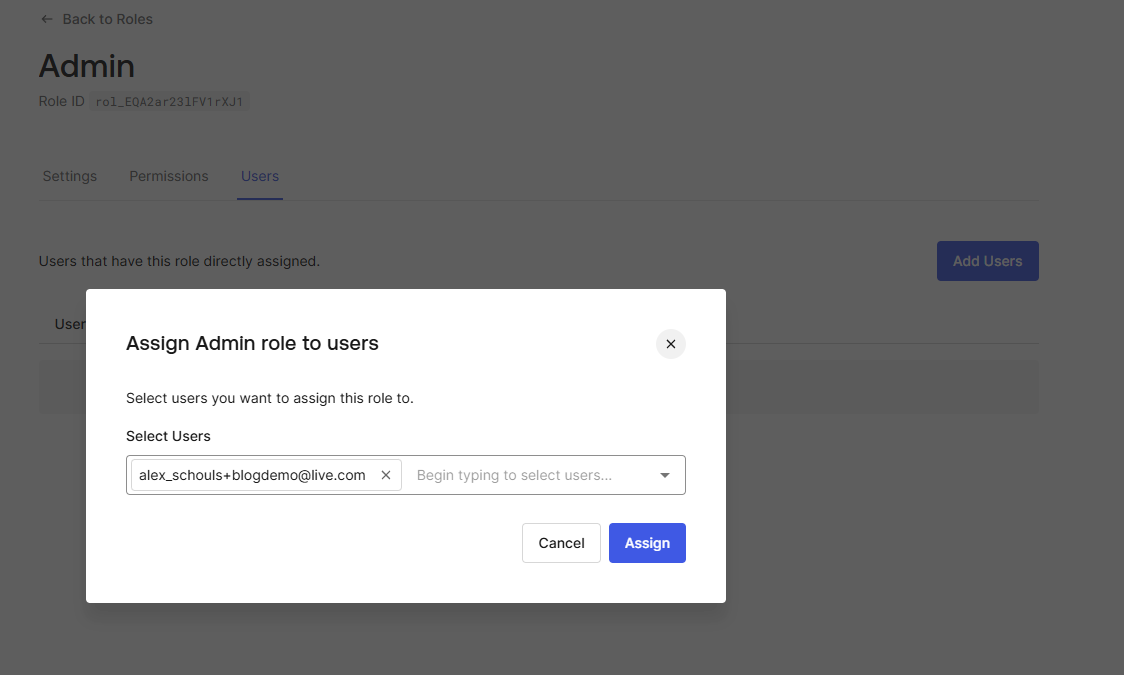 ← Back to Roles
Admin
Role ID rol_EQA2ar23lFV1rXJ1
Settings Permissions Users
Users that have this role directly assigned.
Add Users
User
Assign Admin role to users
Select users you want to assign this role to.
Select Users
alex_schouls+blogdemo@live.com Begin typing to select users...
Cancel Assign